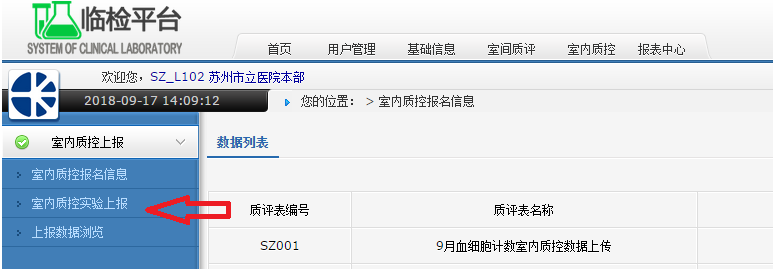 临检平台
SYSTEM OF CLINICAL LABORATORY
首页 用户管理 基础信息 室间质评 室内质控 报表中心
欢迎您，SZ_L102 苏州市立医院本部
2018-09-17 14:09:12
您的位置： > 室内质控报名信息
室内质控上报
数据列表
室内质控报名信息
室内质控实验上报
上报数据浏览
质评表编号 质评表名称
SZ001 9月血细胞计数室内质控数据上传